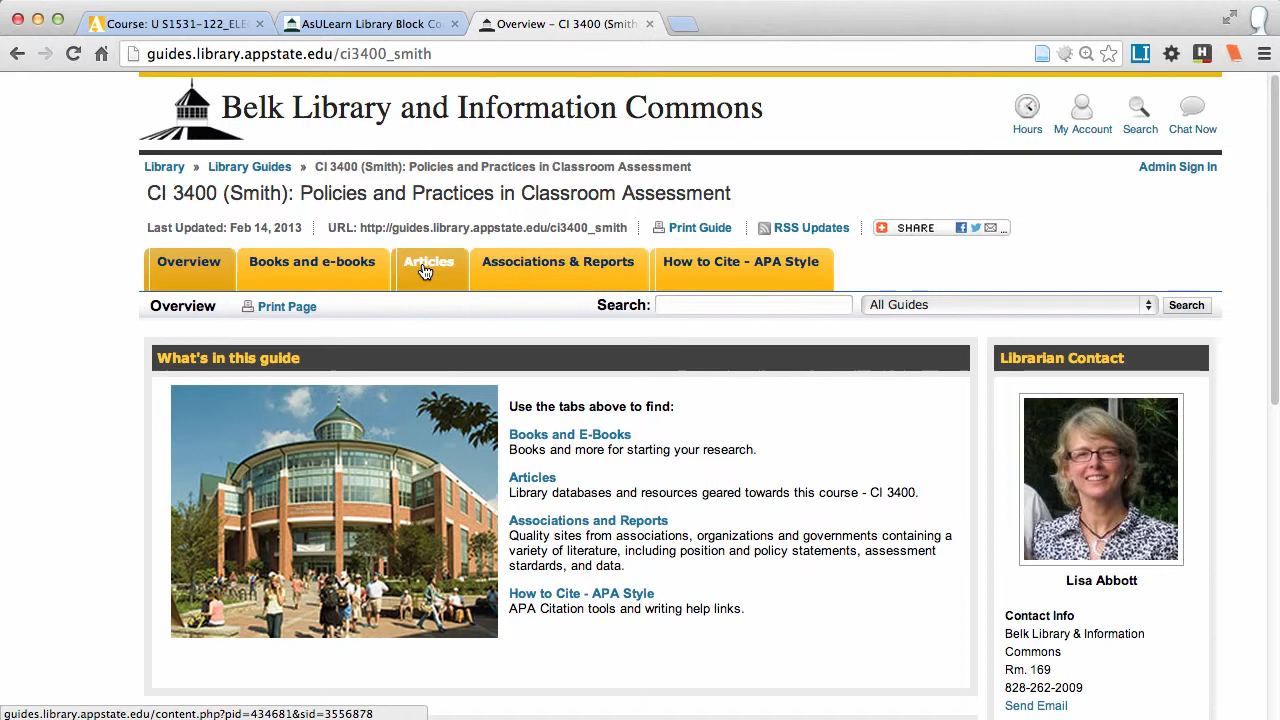 Course: U S1531-122_ELE
AsULearn Library Block Co
Overview - CI 3400 (Smith
guides.library.appstate.edu/ci3400_smith
Belk Library and Information Commons
Hours
My Account
Search
Chat Now
Library » Library Guides » CI 3400 (Smith): Policies and Practices in Classroom Assessment
Admin Sign In
CI 3400 (Smith): Policies and Practices in Classroom Assessment
Last Updated: Feb 14, 2013 URL: http://guides.library.appstate.edu/ci3400_smith Print Guide RSS Updates SHARE ...
Overview
Books and e-books
Articles
Associations & Reports
How to Cite - APA Style
Overview Print Page Search: All Guides Search
What's in this guide
Use the tabs above to find:
Books and E-Books
Books and more for starting your research.
Articles
Library databases and resources geared towards this course - CI 3400.
Associations and Reports
Quality sites from associations, organizations and governments containing a
variety of literature, including position and policy statements, assessment
stardards, and data.
How to Cite - APA Style
APA Citation tools and writing help links.
Librarian Contact
Lisa Abbott
Contact Info
Belk Library & Information
Commons
Rm. 169
828-262-2009
Send Email
guides.library.appstate.edu/content.php?pid=434681&sid=3556878